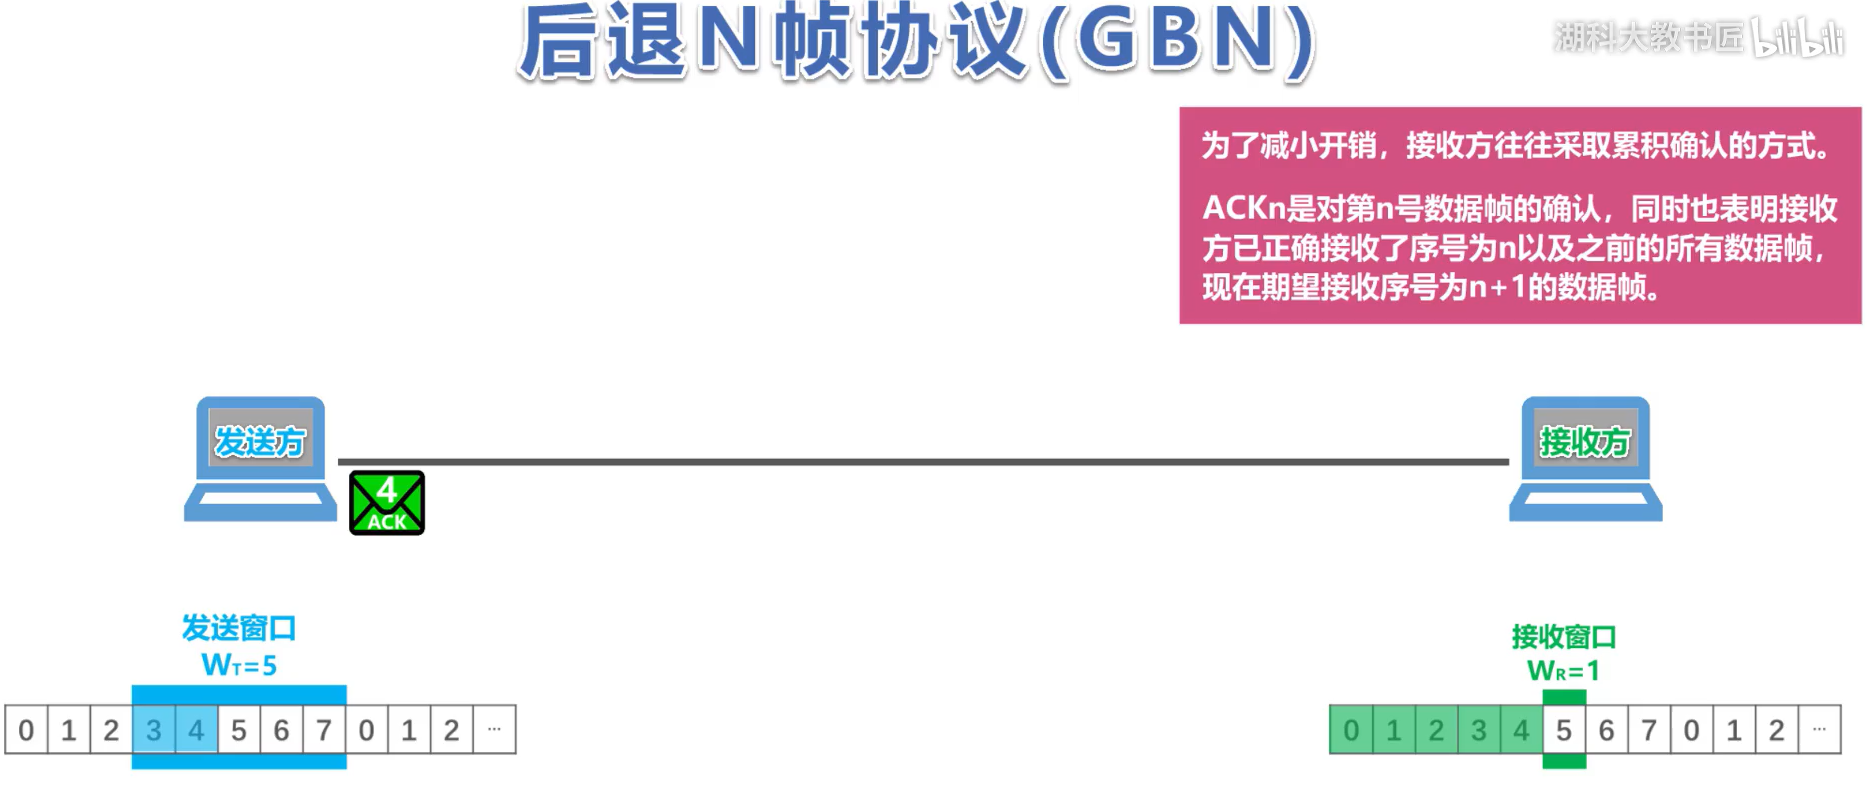 后退N帧协议(GBN)
湖科大教书匠 bilibili
为了减小开销，接收方往往采取累积确认的方式。
ACKn是对第n号数据帧的确认，同时也表明接收
方已正确接收了序号为n以及之前的所有数据帧，
现在期望接收序号为n+1的数据帧。
发送方
接收方
4
ACK
发送窗口
WT=5
0 1 2 3 4 5 6 7 0 1 2 ...
接收窗口
WR=1
0 1 2 3 4 5 6 7 0 1 2 ...